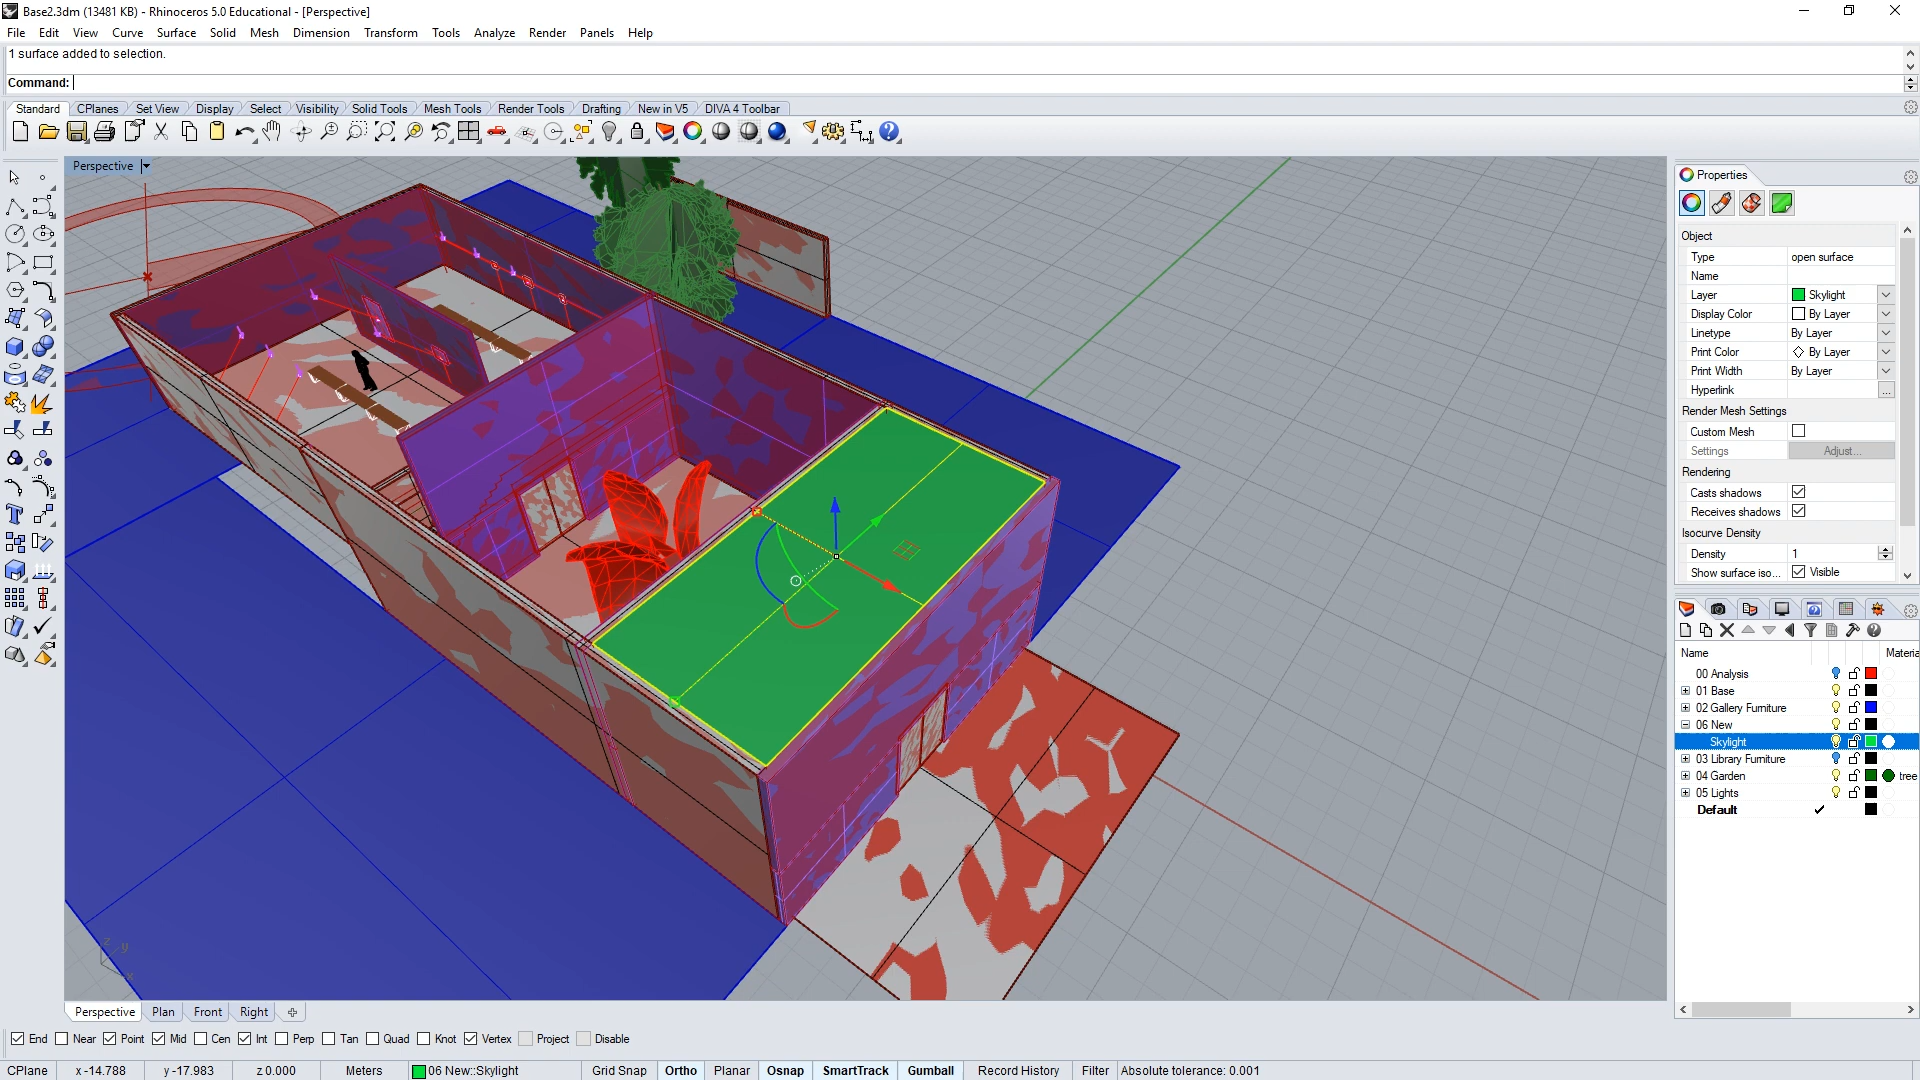 Base2.3dm (13481 KB) - Rhinoceros 5.0 Educational - [Perspective]
File Edit View Curve Surface Solid Mesh Dimension Transform Tools Analyze Render Panels Help
1 surface added to selection.
Command:
Standard CPlanes Set View Display Select Visibility Solid Tools Mesh Tools Render Tools Drafting New in V5 DIVA 4 Toolbar
Perspective
Properties
Object
Type open surface
Name
Layer Skylight
Display Color By Layer
Linetype By Layer
Print Color By Layer
Print Width By Layer
Hyperlink ...
Render Mesh Settings
Custom Mesh
Settings Adjust...
Rendering
Casts shadows
Receives shadows
Isocurve Density
Density 1
Show surface iso... Visible
Name Materia
00 Analysis
01 Base
02 Gallery Furniture
06 New
Skylight
03 Library Furniture
04 Garden tree
05 Lights
Default
z y x
Perspective Plan Front Right
End Near Point Mid Cen Int Perp Tan Quad Knot Vertex Project Disable
CPlane x -14.788 y -17.983 z 0.000 Meters 06 New::Skylight Grid Snap Ortho Planar Osnap SmartTrack Gumball Record History Filter Absolute tolerance: 0.001